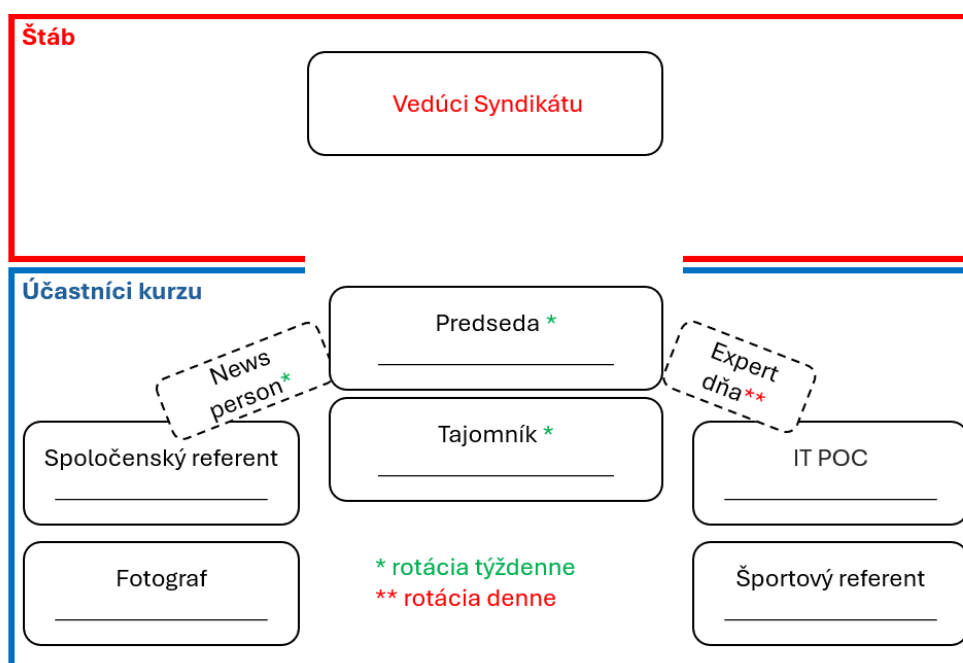 Štáb
Vedúci Syndikátu
Účastníci kurzu
Predseda *
News
person*
Expert
dňa**
Tajomník *
Spoločenský referent
IT POC
Fotograf
* rotácia týždenne
** rotácia denne
Športový referent